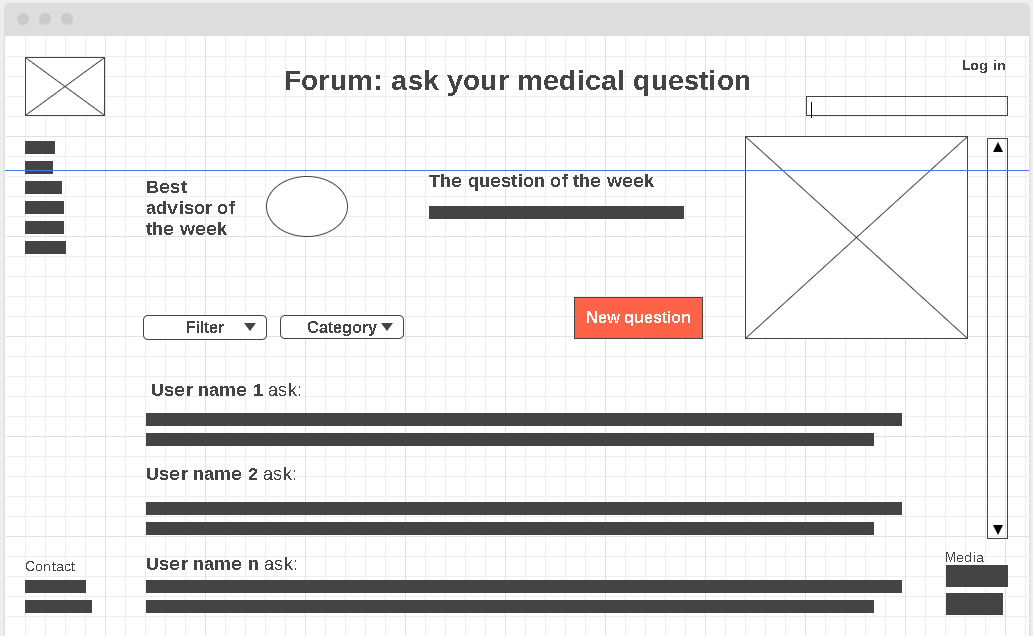 Forum: ask your medical question
Log in
Best
advisor of
the week
The question of the week
Filter
Category
New question
User name 1 ask:
User name 2 ask:
User name n ask:
Contact
Media